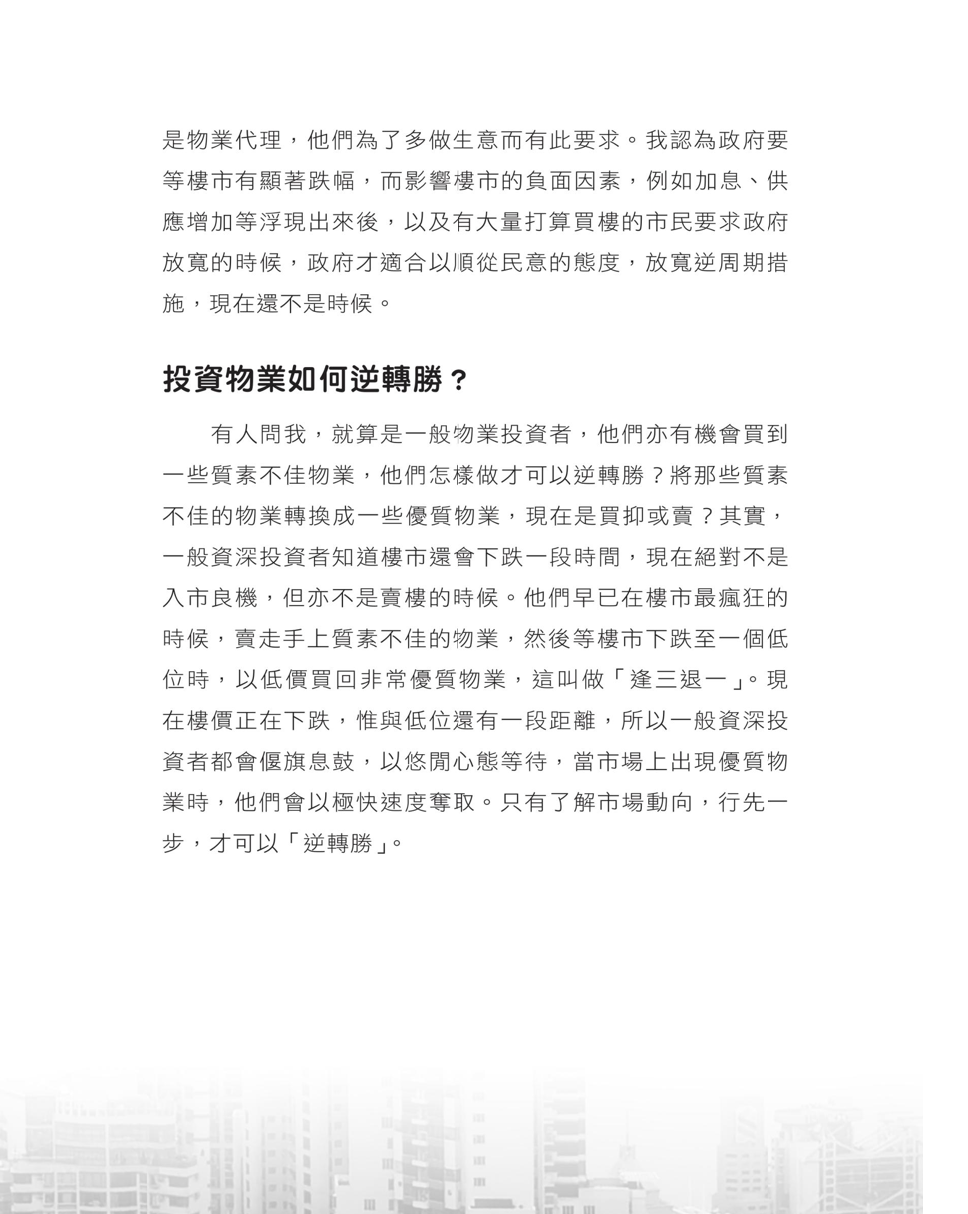 是物業代理，他們為了多做生意而有此要求。我認為政府要
等樓市有顯著跌幅，而影響樓市的負面因素，例如加息、供
應增加等浮現出來後，以及有大量打算買樓的市民要求政府
放寬的時候，政府才適合以順從民意的態度，放寬逆周期措
施，現在還不是時候。
投資物業如何逆轉勝？
有人問我，就算是一般物業投資者，他們亦有機會買到
一些質素不佳物業，他們怎樣做才可以逆轉勝？將那些質素
不佳的物業轉換成一些優質物業，現在是買抑或賣？其實，
一般資深投資者知道樓市還會下跌一段時間，現在絕對不是
入市良機，但亦不是賣樓的時候。他們早已在樓市最瘋狂的
時候，賣走手上質素不佳的物業，然後等樓市下跌至一個低
位時，以低價買回非常優質物業，這叫做「逢三退一」。現
在樓價正在下跌，惟與低位還有一段距離，所以一般資深投
資者都會偃旗息鼓，以悠閒心態等待，當市場上出現優質物
業時，他們會以極快速度奪取。只有了解市場動向，行先一
步，才可以「逆轉勝」。